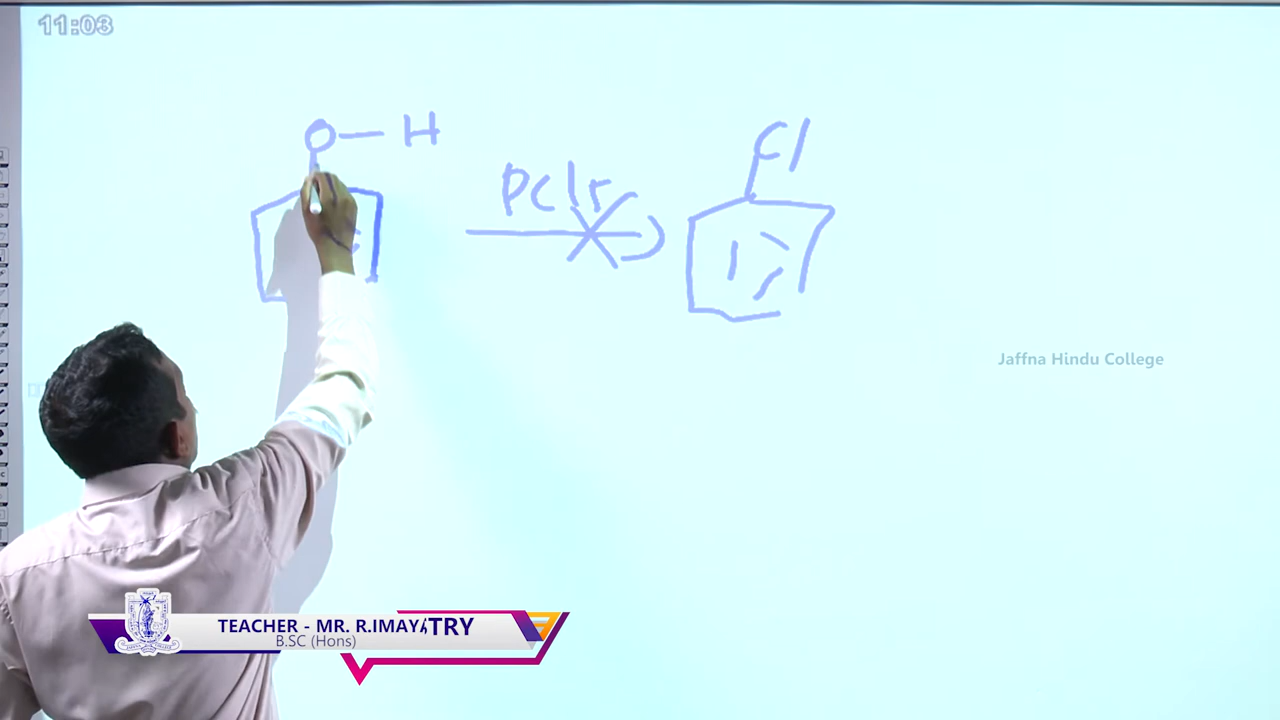 11:03
O — H
PCl5
Cl
Jaffna Hindu College
TEACHER - MR. R.IMAYATRY
B.SC (Hons)